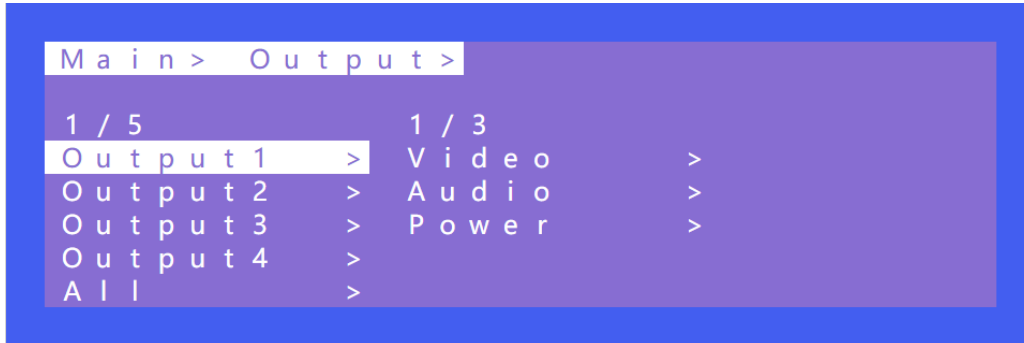 Main> Output>
1/5 1/3
Output1 > Video >
Output2 > Audio >
Output3 > Power >
Output4 >
All >